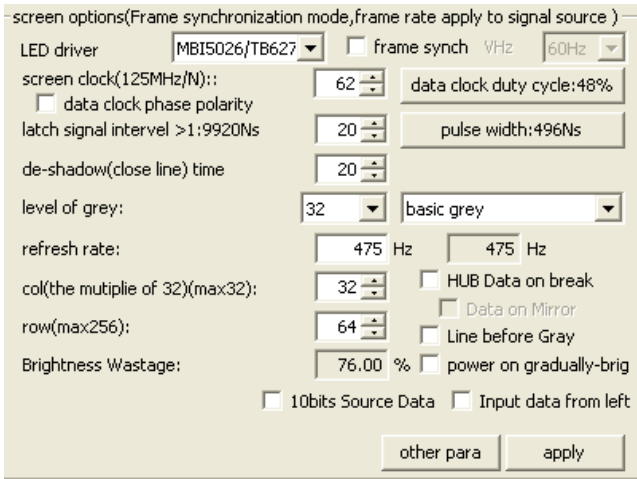 screen options(Frame synchronization mode,frame rate apply to signal source )
LED driver MBI5026/TB627 frame synch VHz 60Hz
screen clock(125MHz/N):: 62 data clock duty cycle:48%
data clock phase polarity
latch signal intervel >1:9920Ns 20 pulse width:496Ns
de-shadow(close line) time 20
level of grey: 32 basic grey
refresh rate: 475 Hz 475 Hz
col(the mutiplie of 32)(max32): 32 HUB Data on break
Data on Mirror
row(max256): 64 Line before Gray
Brightness Wastage: 76.00 % power on gradually-brig
10bits Source Data Input data from left
other para apply